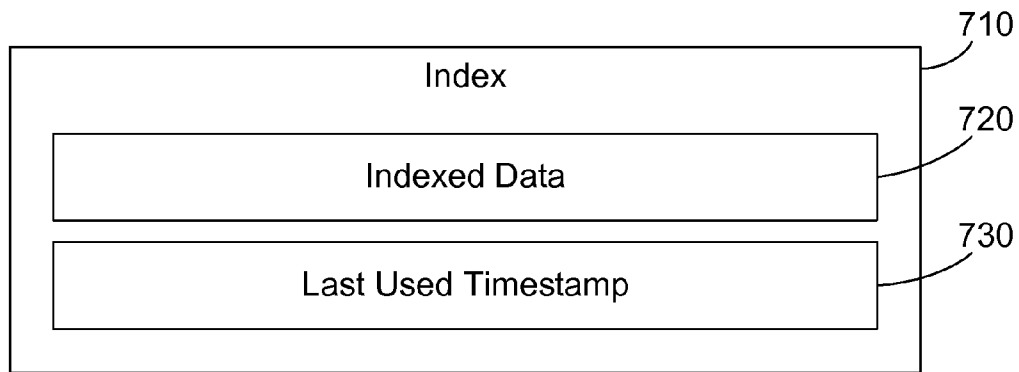 710
Index
720
Indexed Data
730
Last Used Timestamp